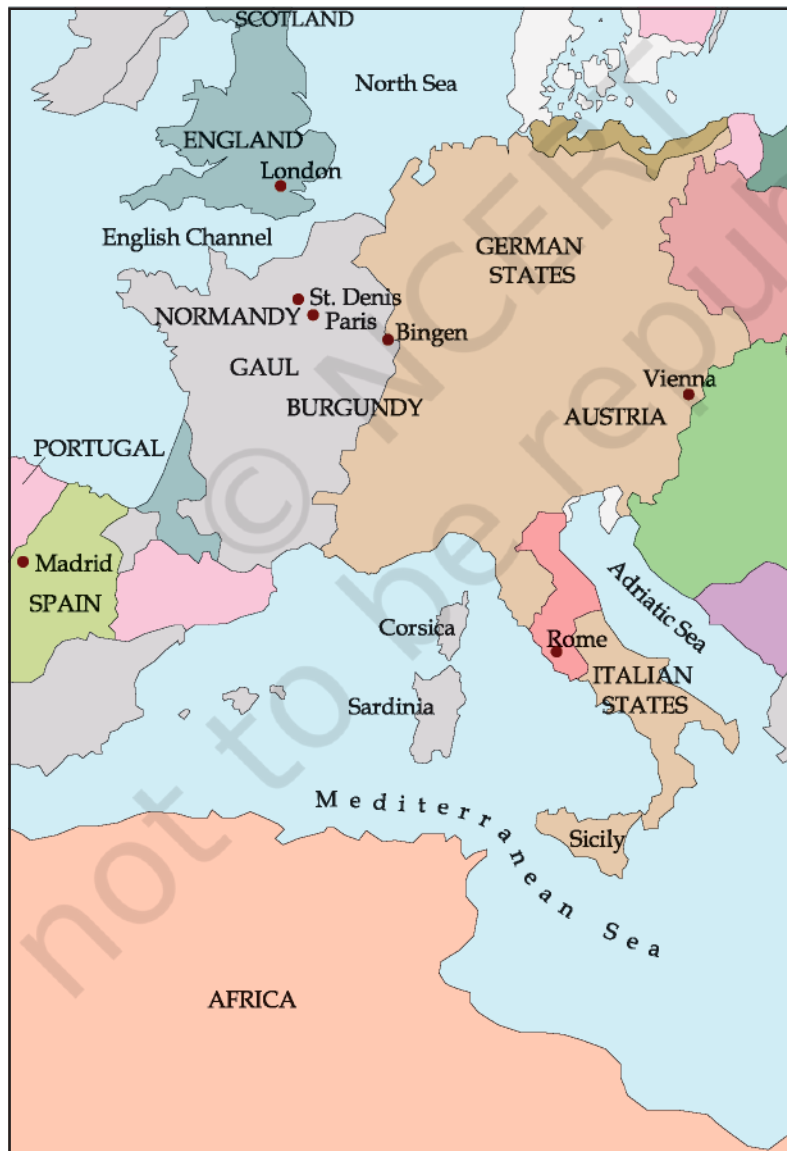 SCOTLAND
North Sea
ENGLAND
London
English Channel
GERMAN
STATES
St. Denis
NORMANDY
Paris
Bingen
GAUL
Vienna
BURGUNDY
AUSTRIA
PORTUGAL
Madrid
SPAIN
Adriatic Sea
Corsica
Rome
ITALIAN
STATES
Sardinia
Mediterranean Sea
Sicily
AFRICA
© NCERT
not to be republ